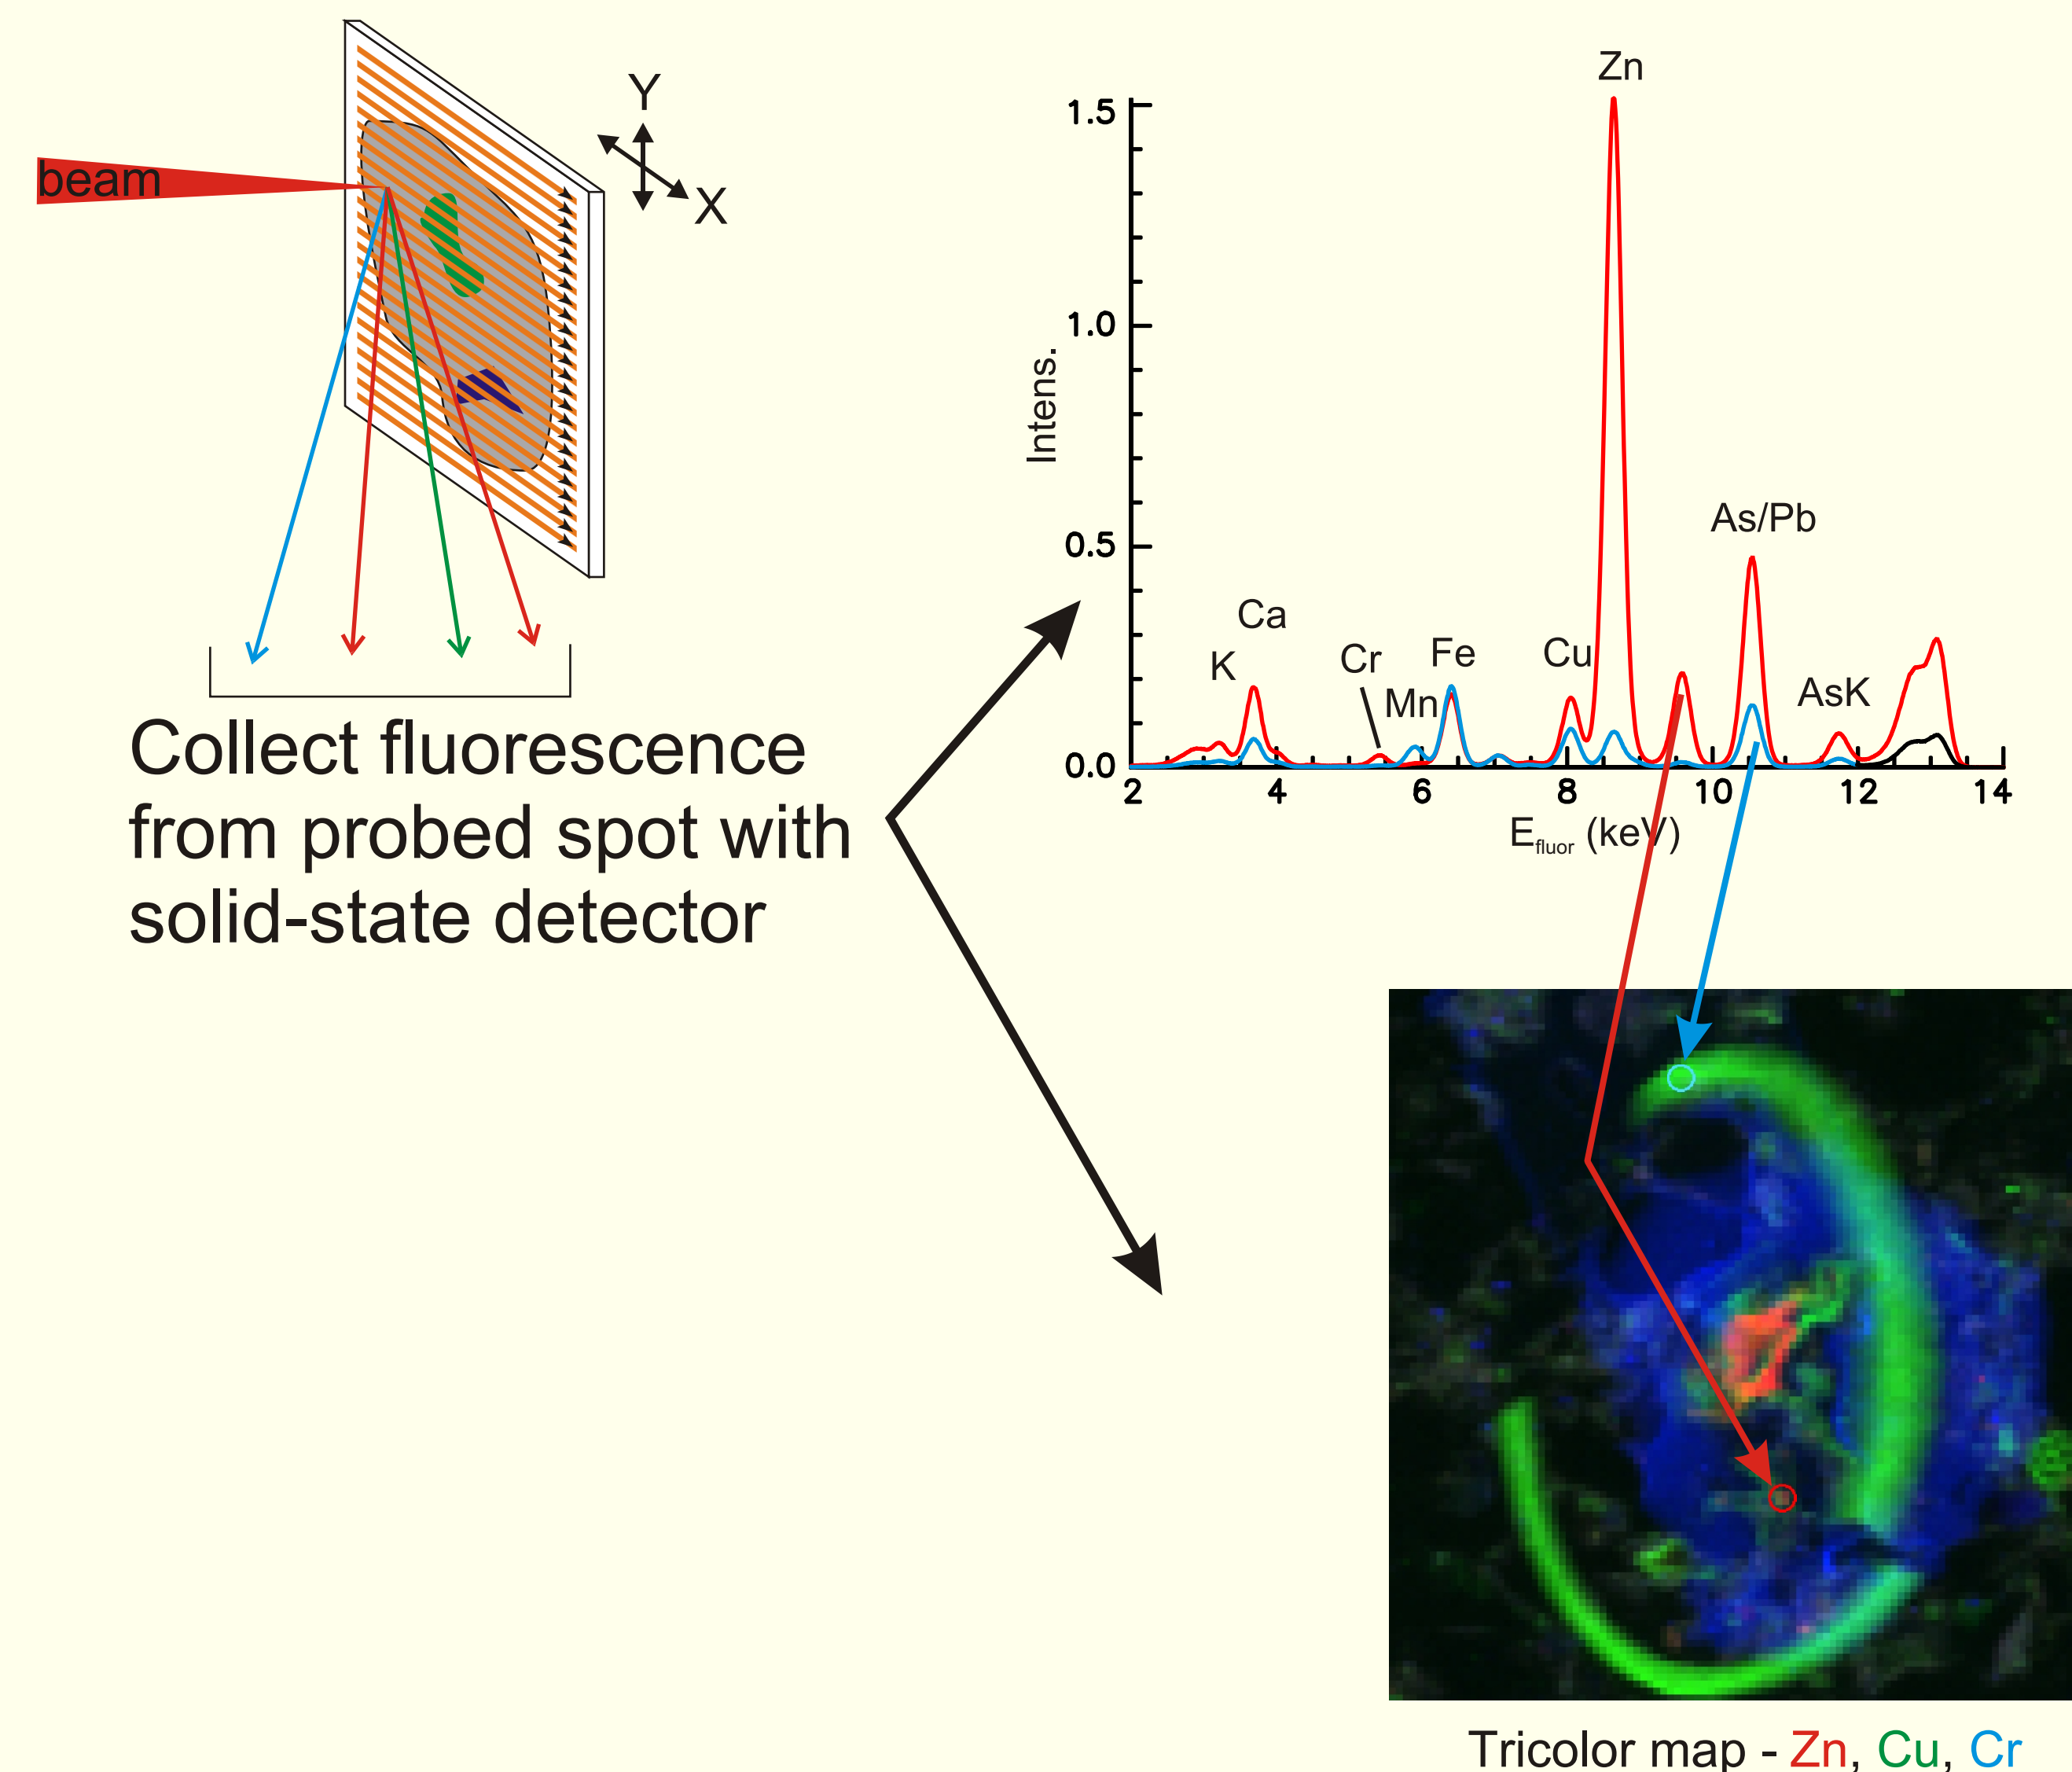 beam
Y
X
Collect fluorescence
from probed spot with
solid-state detector
Intens.
1.5
1.0
0.5
0.0
Zn
As/Pb
Ca
K
Cr
Mn
Fe
Cu
AsK
2 4 6 8 10 12 14
Efluor (keV)
Tricolor map - Zn, Cu, Cr